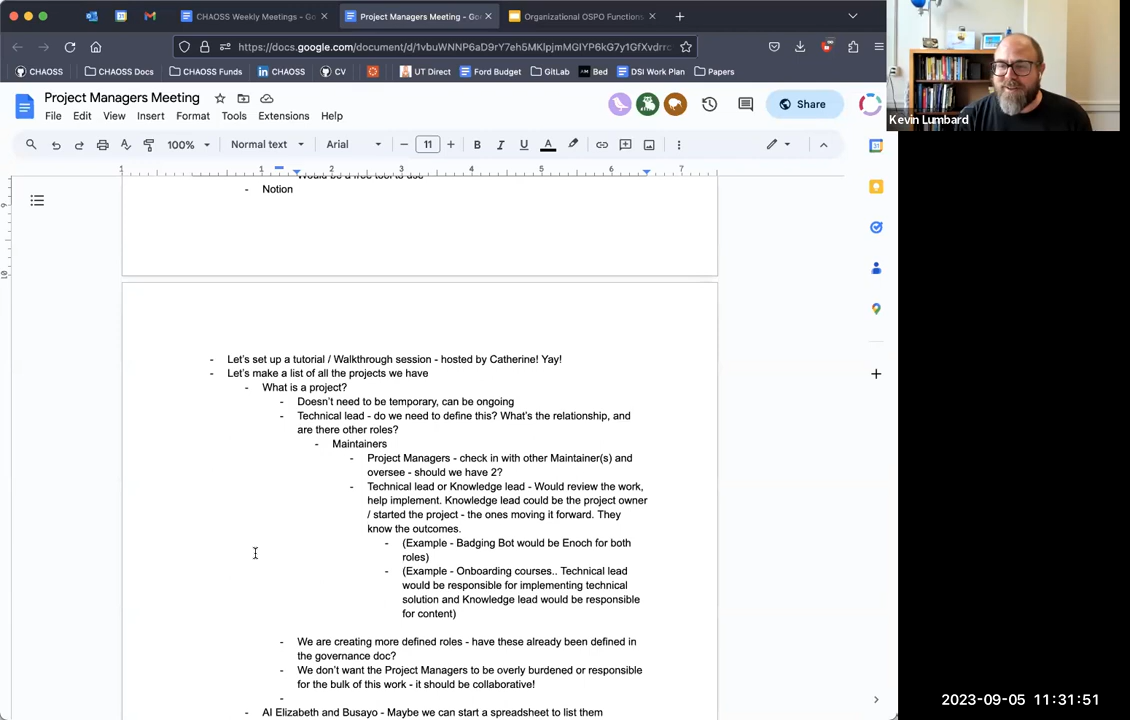 CHAOSS Weekly Meetings - Go
Project Managers Meeting - Go
Organizational OSPO Functions
https://docs.google.com/document/d/1vbuWNNP6aD9rY7eh5MKlpjmMGIYP6kG7y1GfXvdrrc
CHAOSS
CHAOSS Docs
CHAOSS Funds
CHAOSS
CV
UT Direct
Ford Budget
GitLab
Bed
DSI Work Plan
Papers
Kevin Lumbard
Project Managers Meeting
Share
File Edit View Insert Format Tools Extensions Help
100% Normal text Arial 11
1 1 2 3 4 5 6 7
- Notion
- Let's set up a tutorial / Walkthrough session - hosted by Catherine! Yay!
- Let's make a list of all the projects we have
- What is a project?
- Doesn't need to be temporary, can be ongoing
- Technical lead - do we need to define this? What's the relationship, and
are there other roles?
- Maintainers
- Project Managers - check in with other Maintainer(s) and
oversee - should we have 2?
- Technical lead or Knowledge lead - Would review the work,
help implement. Knowledge lead could be the project owner
/ started the project - the ones moving it forward. They
know the outcomes.
- (Example - Badging Bot would be Enoch for both
roles)
- (Example - Onboarding courses.. Technical lead
would be responsible for implementing technical
solution and Knowledge lead would be responsible
for content)
- We are creating more defined roles - have these already been defined in
the governance doc?
- We don't want the Project Managers to be overly burdened or responsible
for the bulk of this work - it should be collaborative!
-
- AI Elizabeth and Busayo - Maybe we can start a spreadsheet to list them
2023-09-05 11:31:51